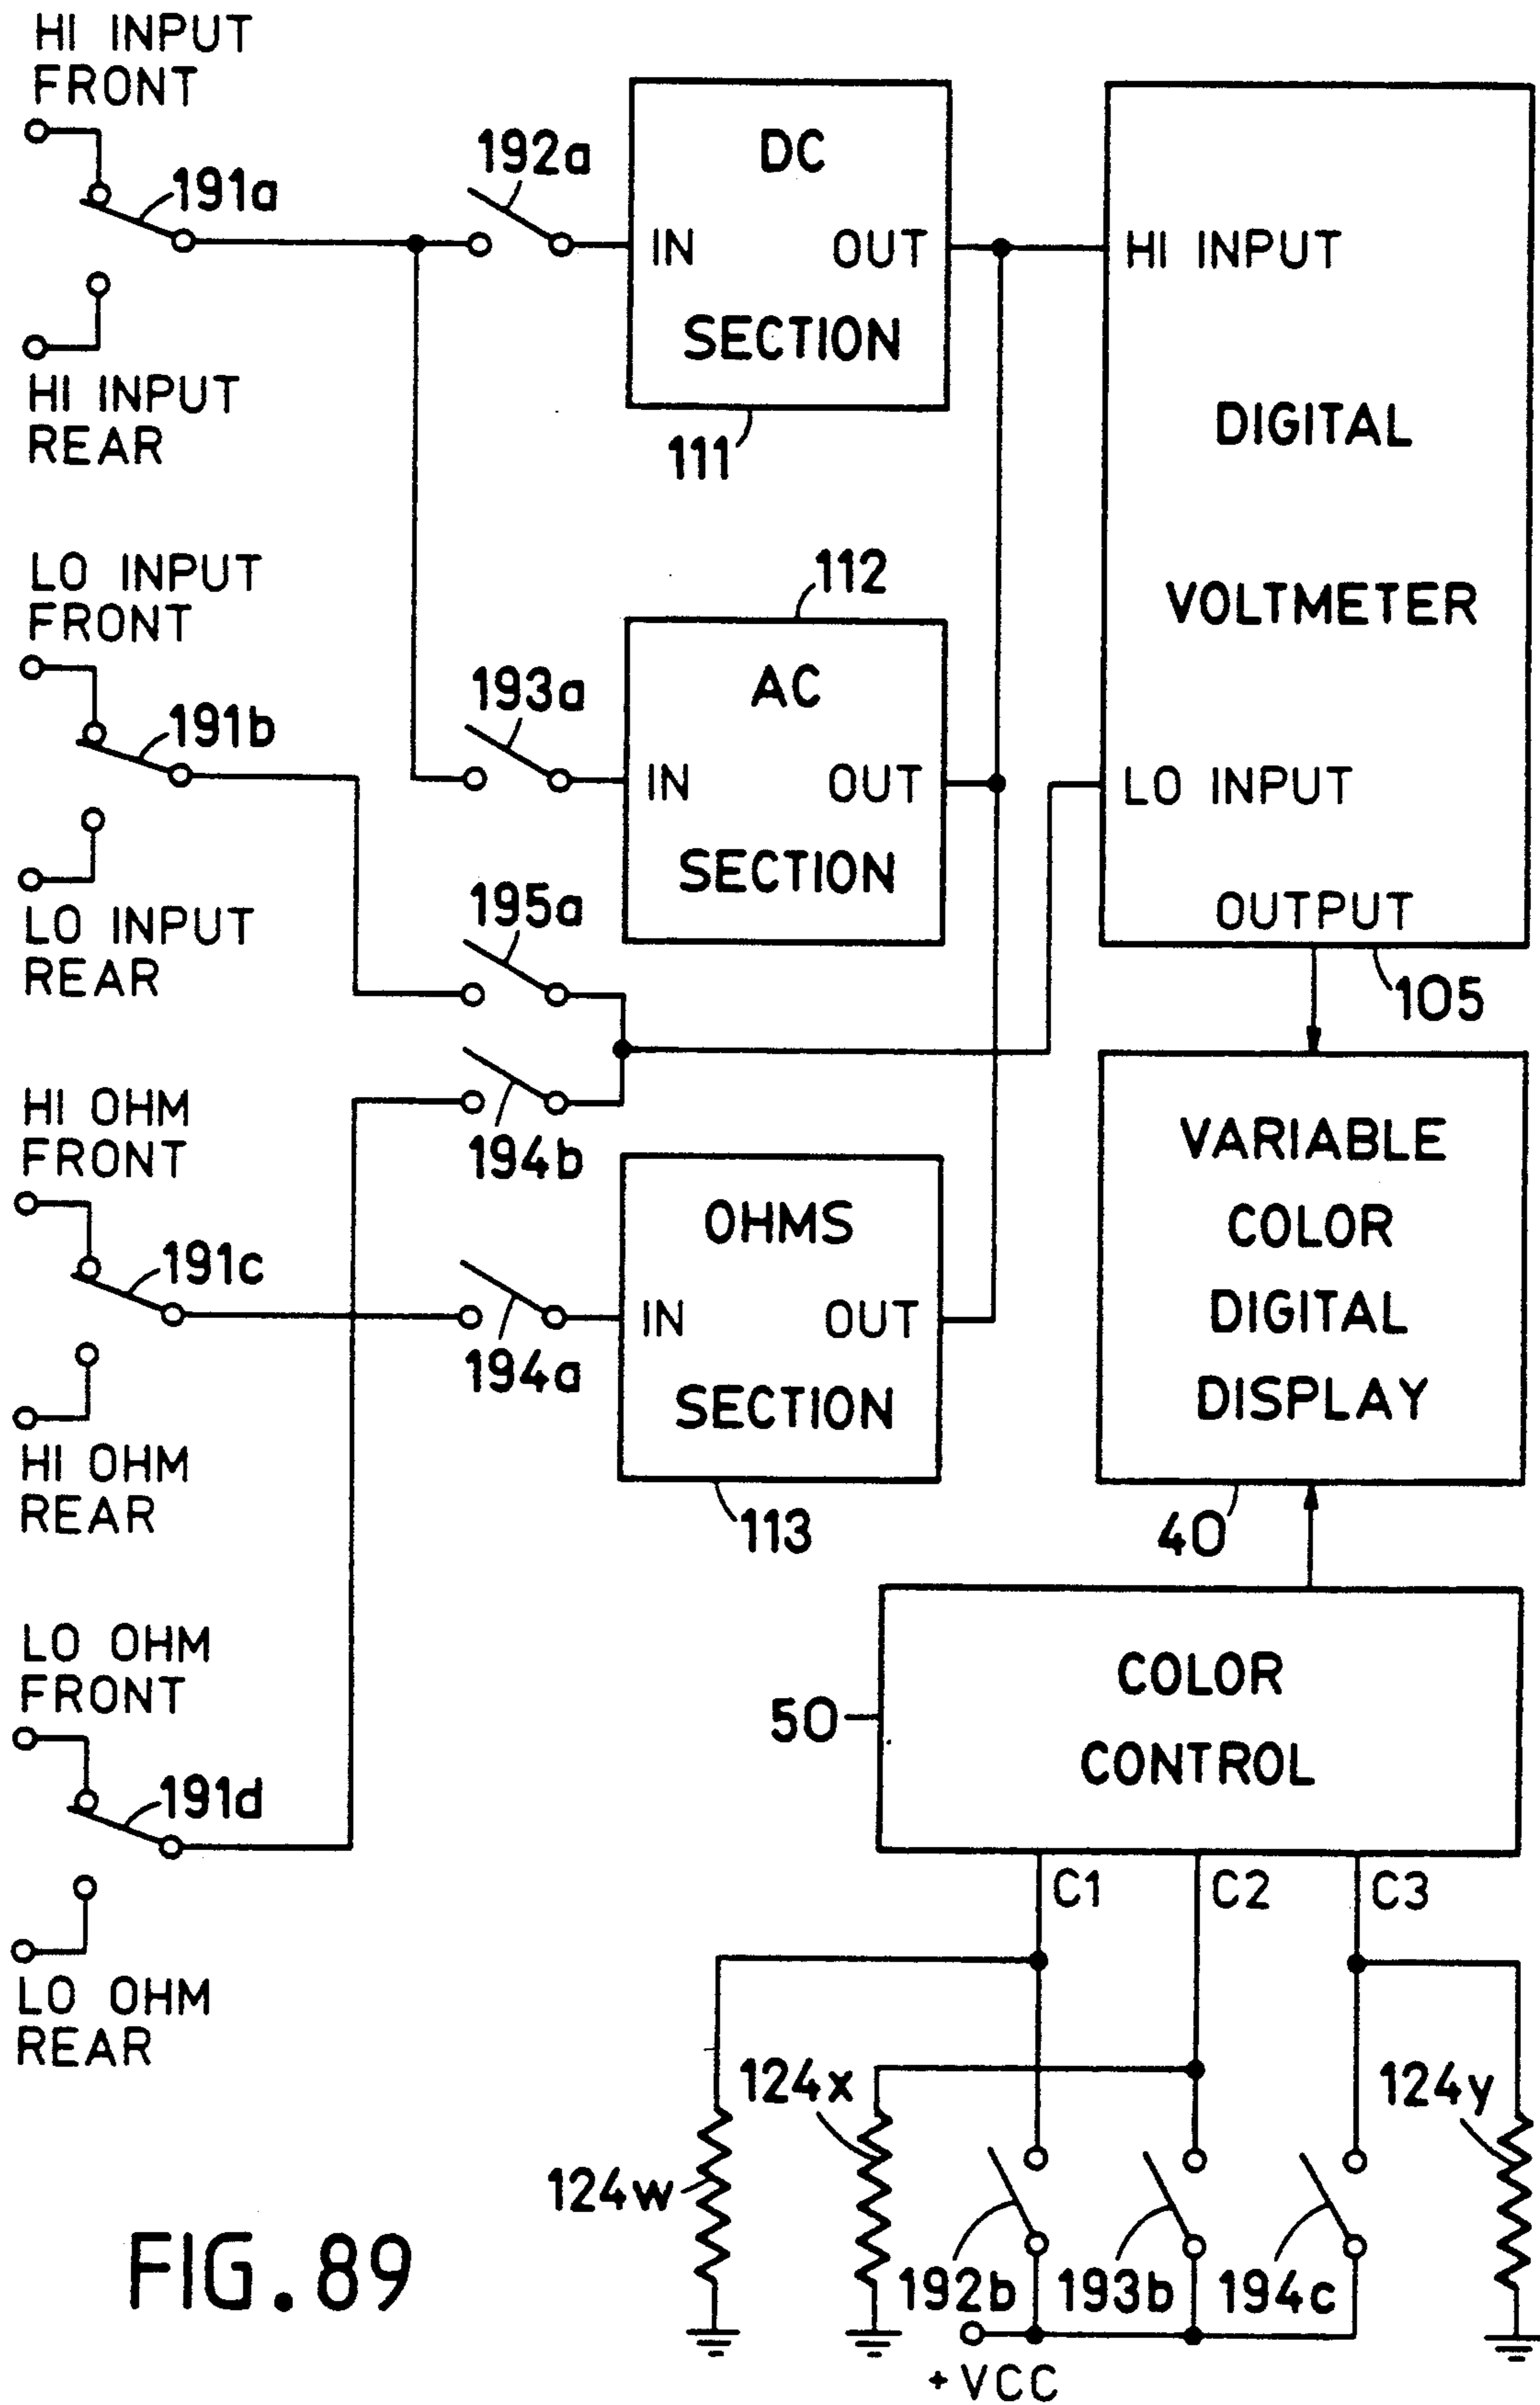 HI INPUT
FRONT
191a
HI INPUT
REAR
192a
DC
IN OUT
SECTION
111
HI INPUT
DIGITAL
VOLTMETER
LO INPUT
OUTPUT
105
LO INPUT
FRONT
191b
LO INPUT
REAR
193a
112
AC
IN OUT
SECTION
195a
194b
HI OHM
FRONT
191c
HI OHM
REAR
194a
OHMS
IN OUT
SECTION
113
VARIABLE
COLOR
DIGITAL
DISPLAY
40
LO OHM
FRONT
191d
LO OHM
REAR
50
COLOR
CONTROL
C1 C2 C3
124w
124x
124y
192b
193b
194c
+VCC
FIG.89